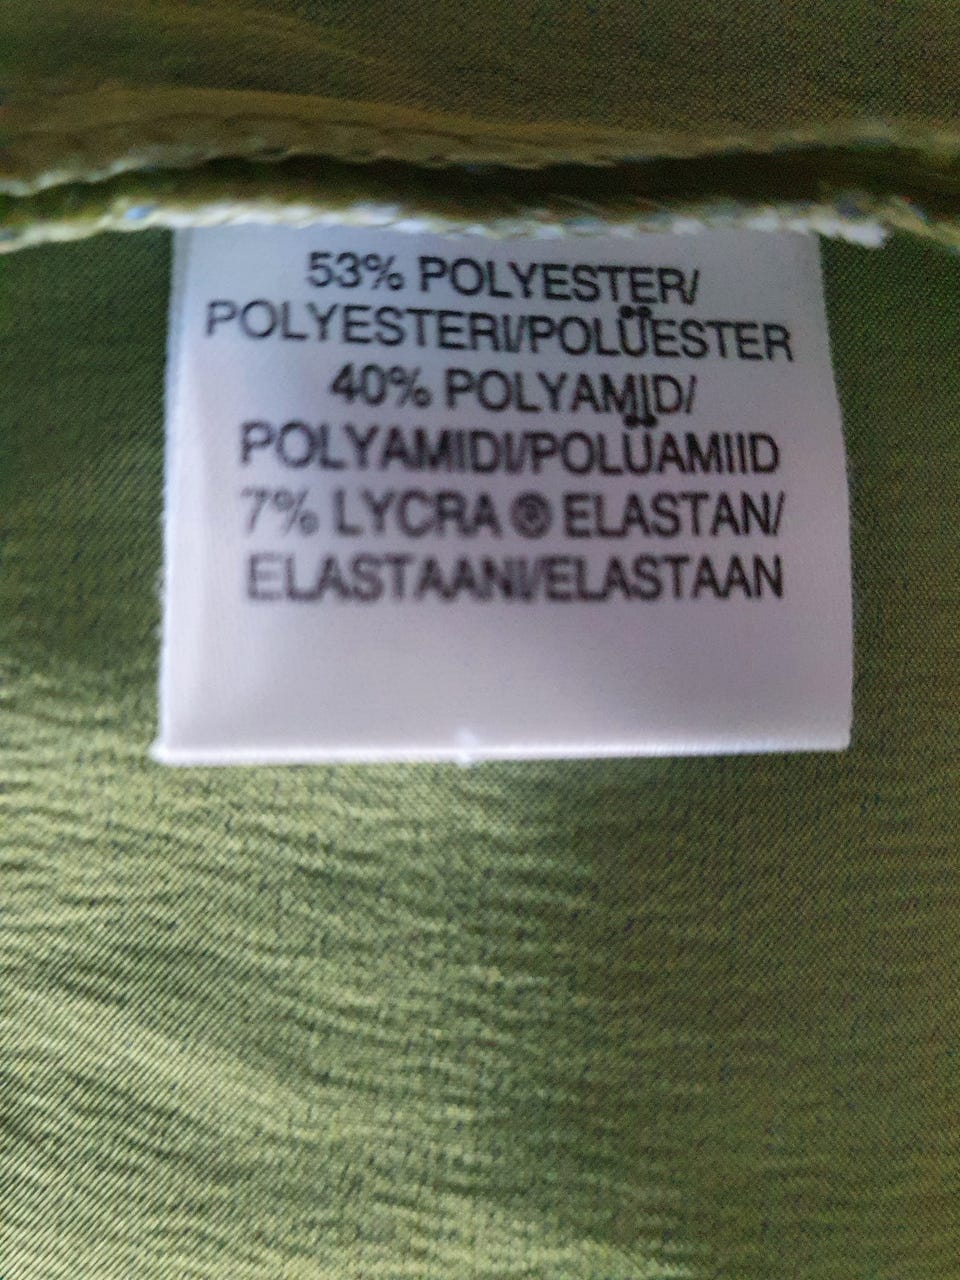 53% POLYESTER/
POLYESTERI/POLÜESTER
40% POLYAMID/
POLYAMIDI/POLÜAMIID
7% LYCRA ® ELASTAN/
ELASTAANI/ELASTAAN